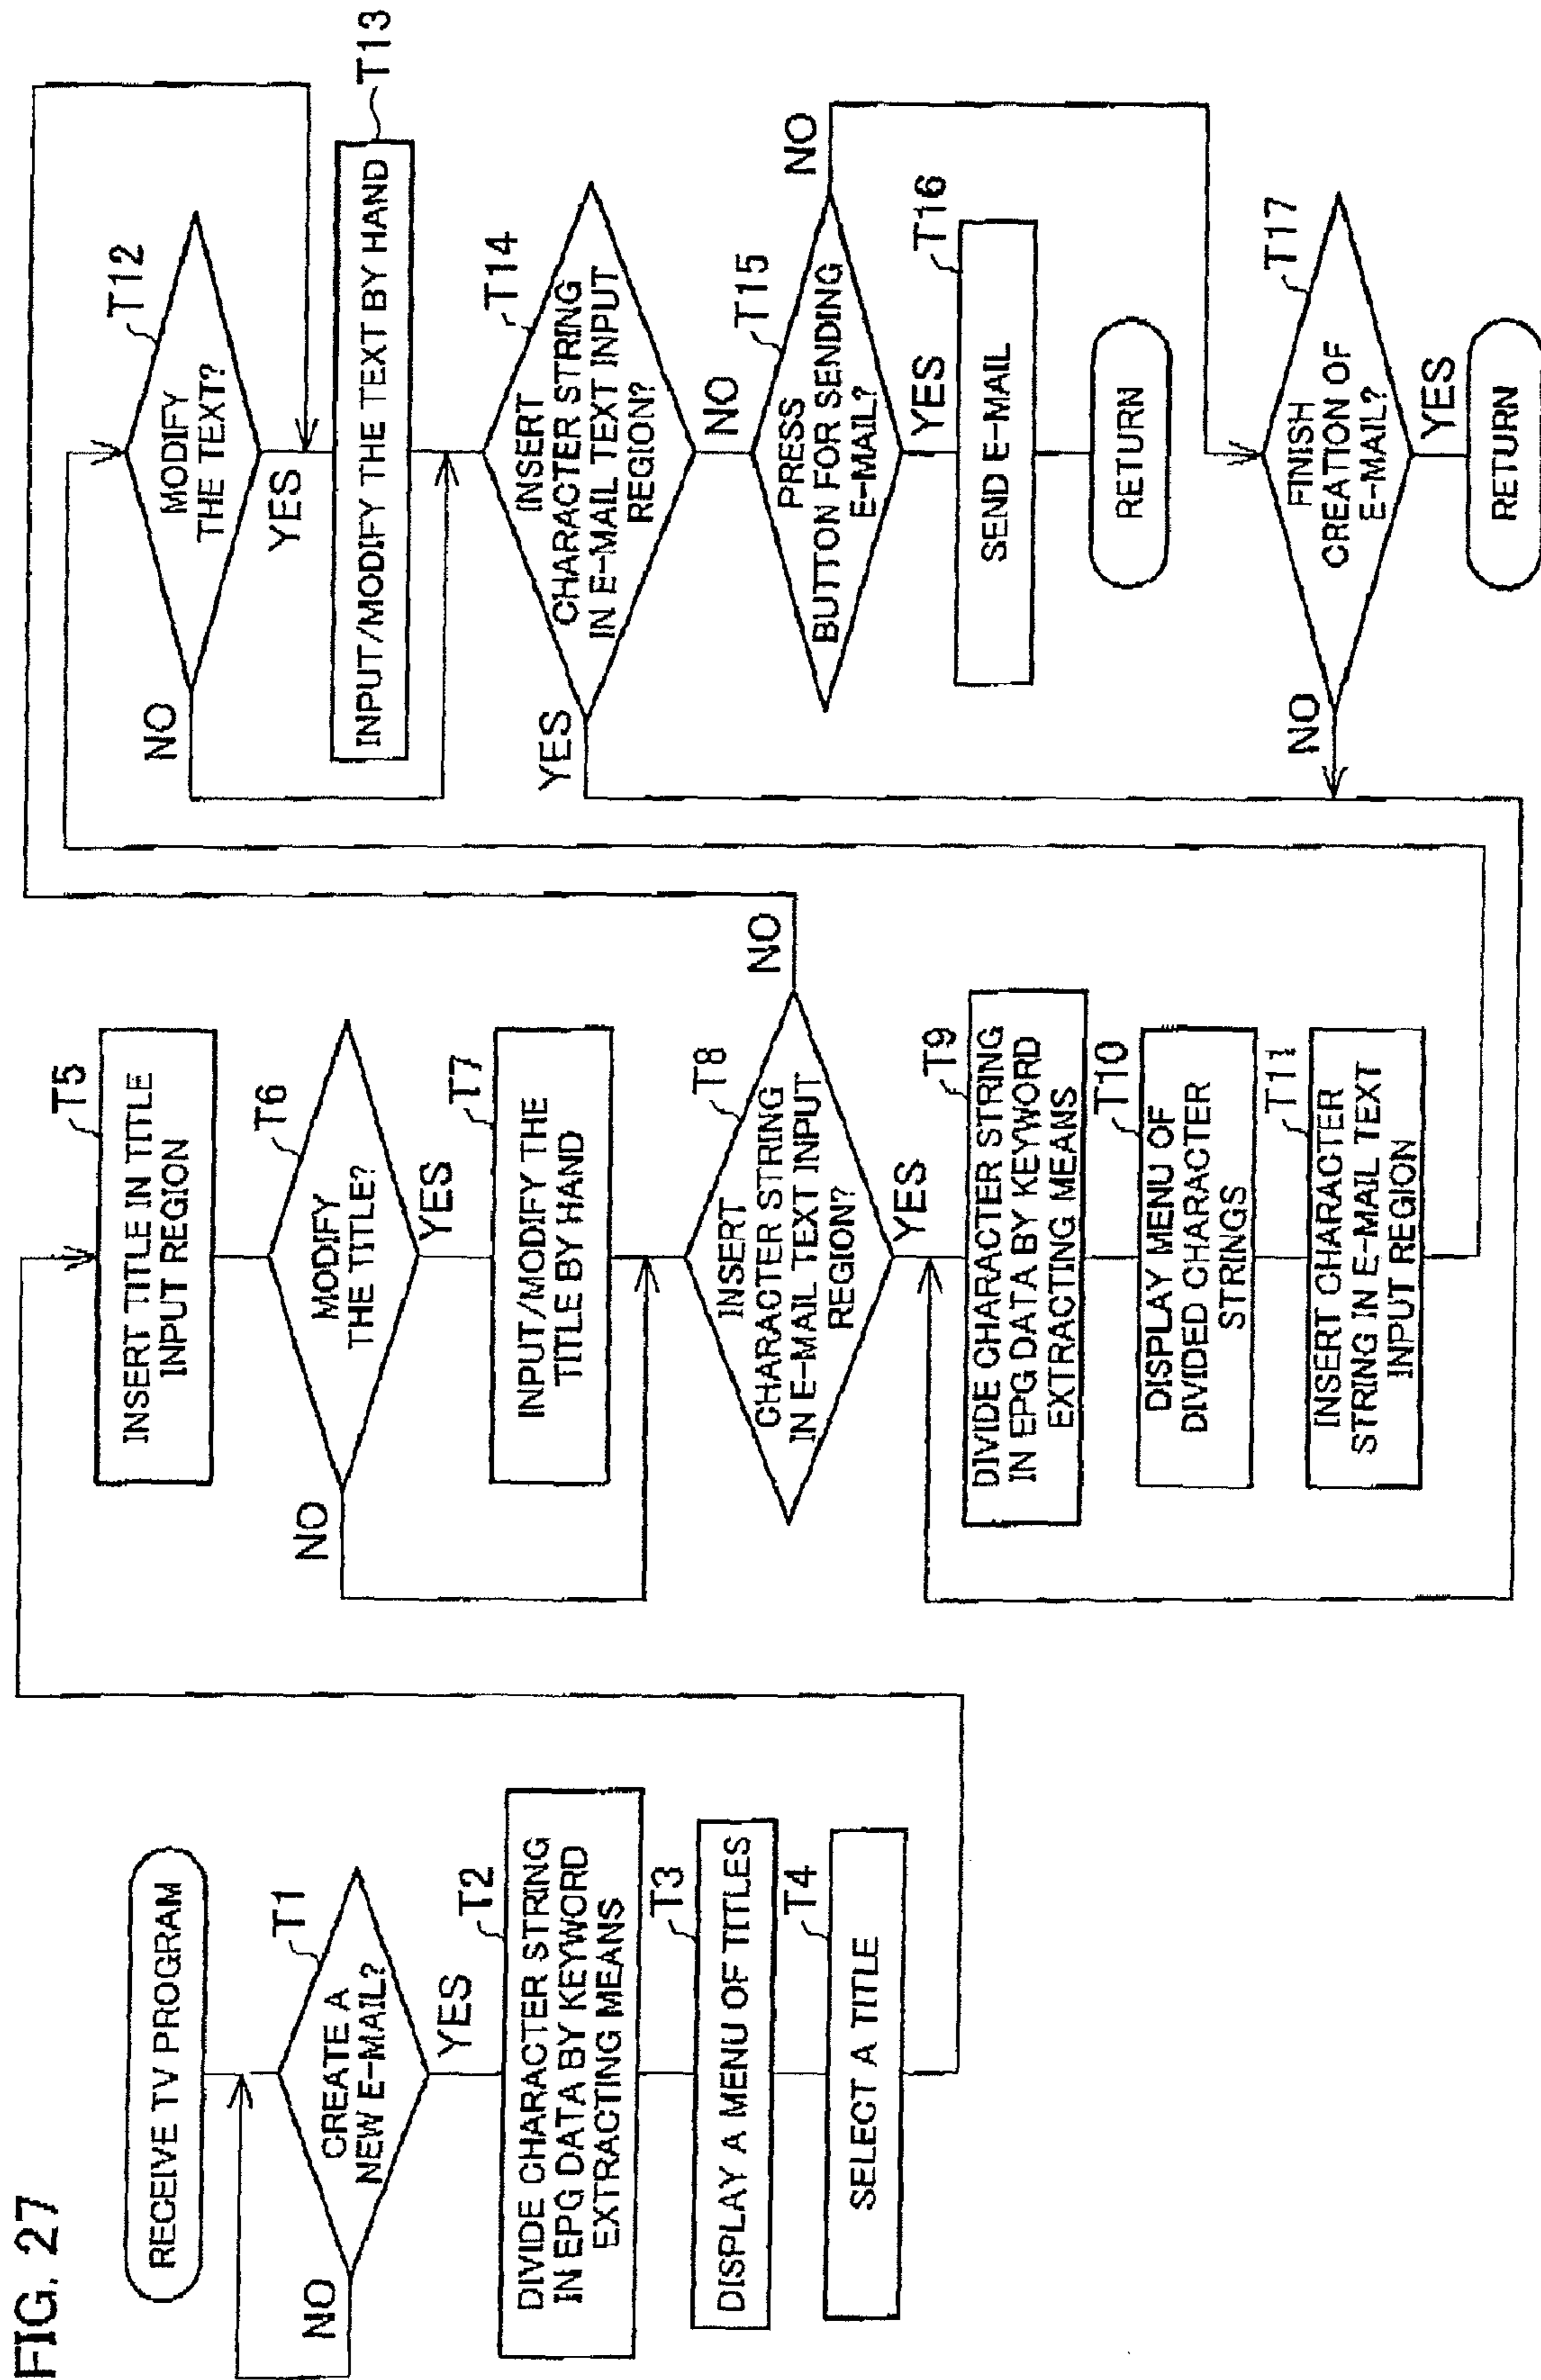 FIG. 27
RECEIVE TV PROGRAM
T1
CREATE A
NEW E-MAIL?
NO
YES
T2
DIVIDE CHARACTER STRING
IN EPG DATA BY KEYWORD
EXTRACTING MEANS
T3
DISPLAY A MENU OF TITLES
T4
SELECT A TITLE
T5
INSERT TITLE IN TITLE
INPUT REGION
T6
MODIFY
THE TITLE?
NO
YES
T7
INPUT/MODIFY THE
TITLE BY HAND
T8
INSERT
CHARACTER STRING
IN E-MAIL TEXT INPUT
REGION?
NO
YES
T9
DIVIDE CHARACTER STRING
IN EPG DATA BY KEYWORD
EXTRACTING MEANS
T10
DISPLAY MENU OF
DIVIDED CHARACTER
STRINGS
T11
INSERT CHARACTER
STRING IN E-MAIL TEXT
INPUT REGION
T12
MODIFY
THE TEXT?
NO
YES
T13
INPUT/MODIFY THE TEXT BY HAND
T14
INSERT
CHARACTER STRING
IN E-MAIL TEXT INPUT
REGION?
YES
NO
T15
PRESS
BUTTON FOR SENDING
E-MAIL?
NO
YES
T16
SEND E-MAIL
RETURN
T17
FINISH
CREATION OF
E-MAIL?
NO
YES
RETURN